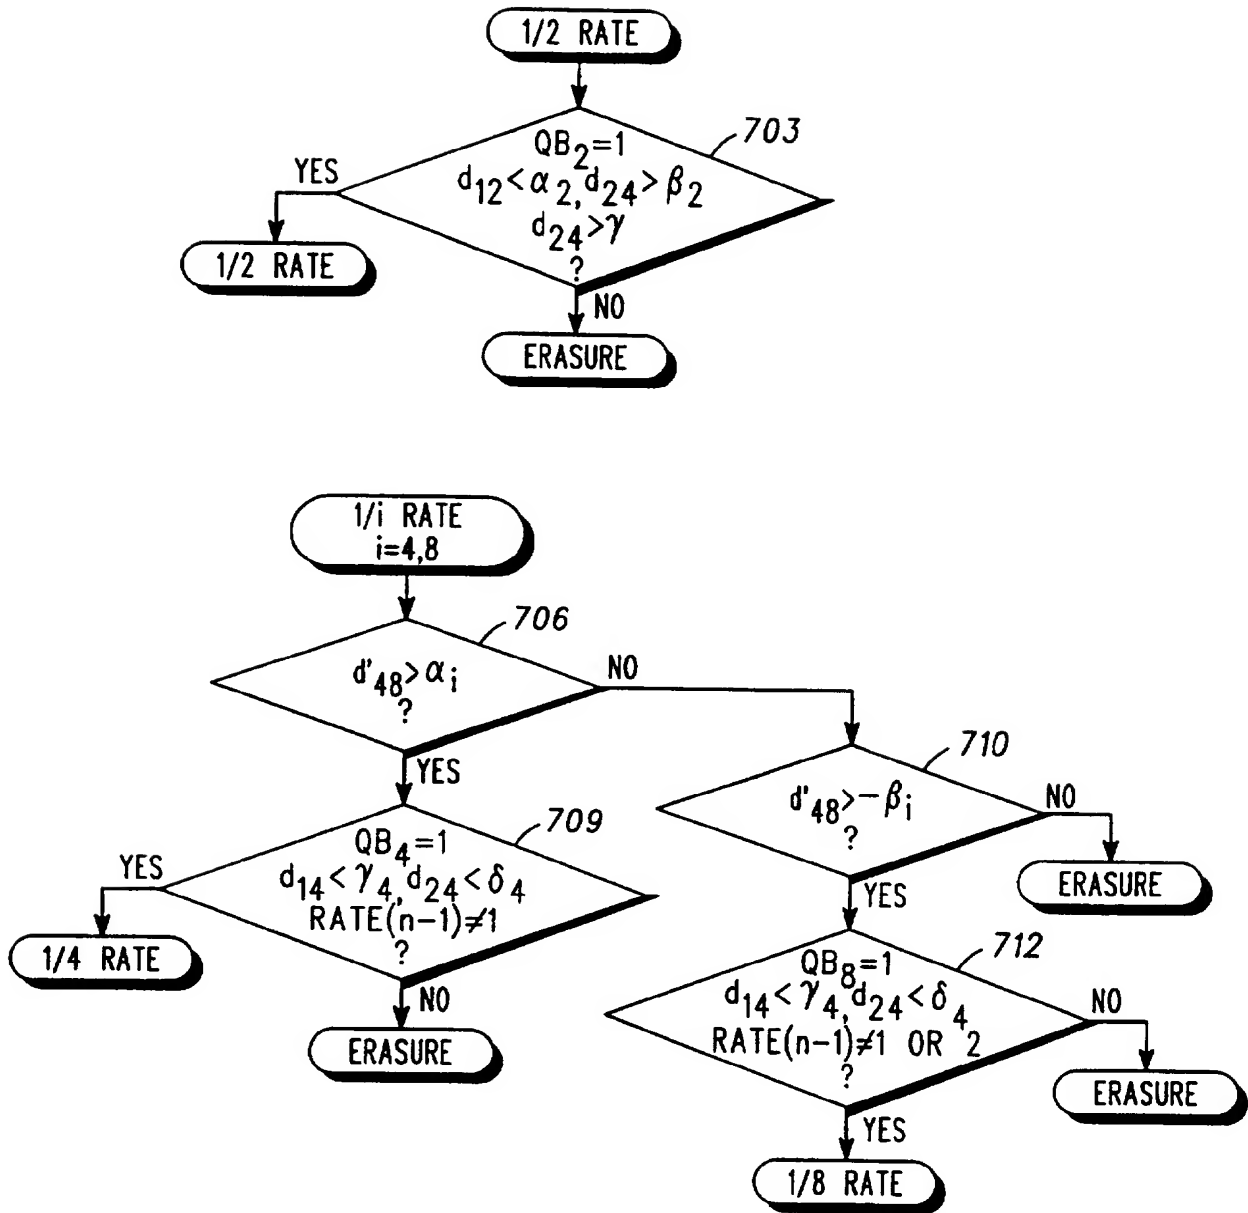 1/2 RATE
703
QB₂=1
d₁₂<α₂, d₂₄>β₂
d₂₄>γ
?
YES
1/2 RATE
NO
ERASURE
1/i RATE
i=4,8
706
d'₄₈>αᵢ
?
NO
YES
710
d'₄₈>-βᵢ
?
NO
ERASURE
YES
709
QB₄=1
d₁₄<γ₄, d₂₄<δ₄
RATE(n-1)≠1
?
YES
1/4 RATE
NO
ERASURE
712
QB₈=1
d₁₄<γ₄, d₂₄<δ₄
RATE(n-1)≠1 OR 2
?
NO
ERASURE
YES
1/8 RATE